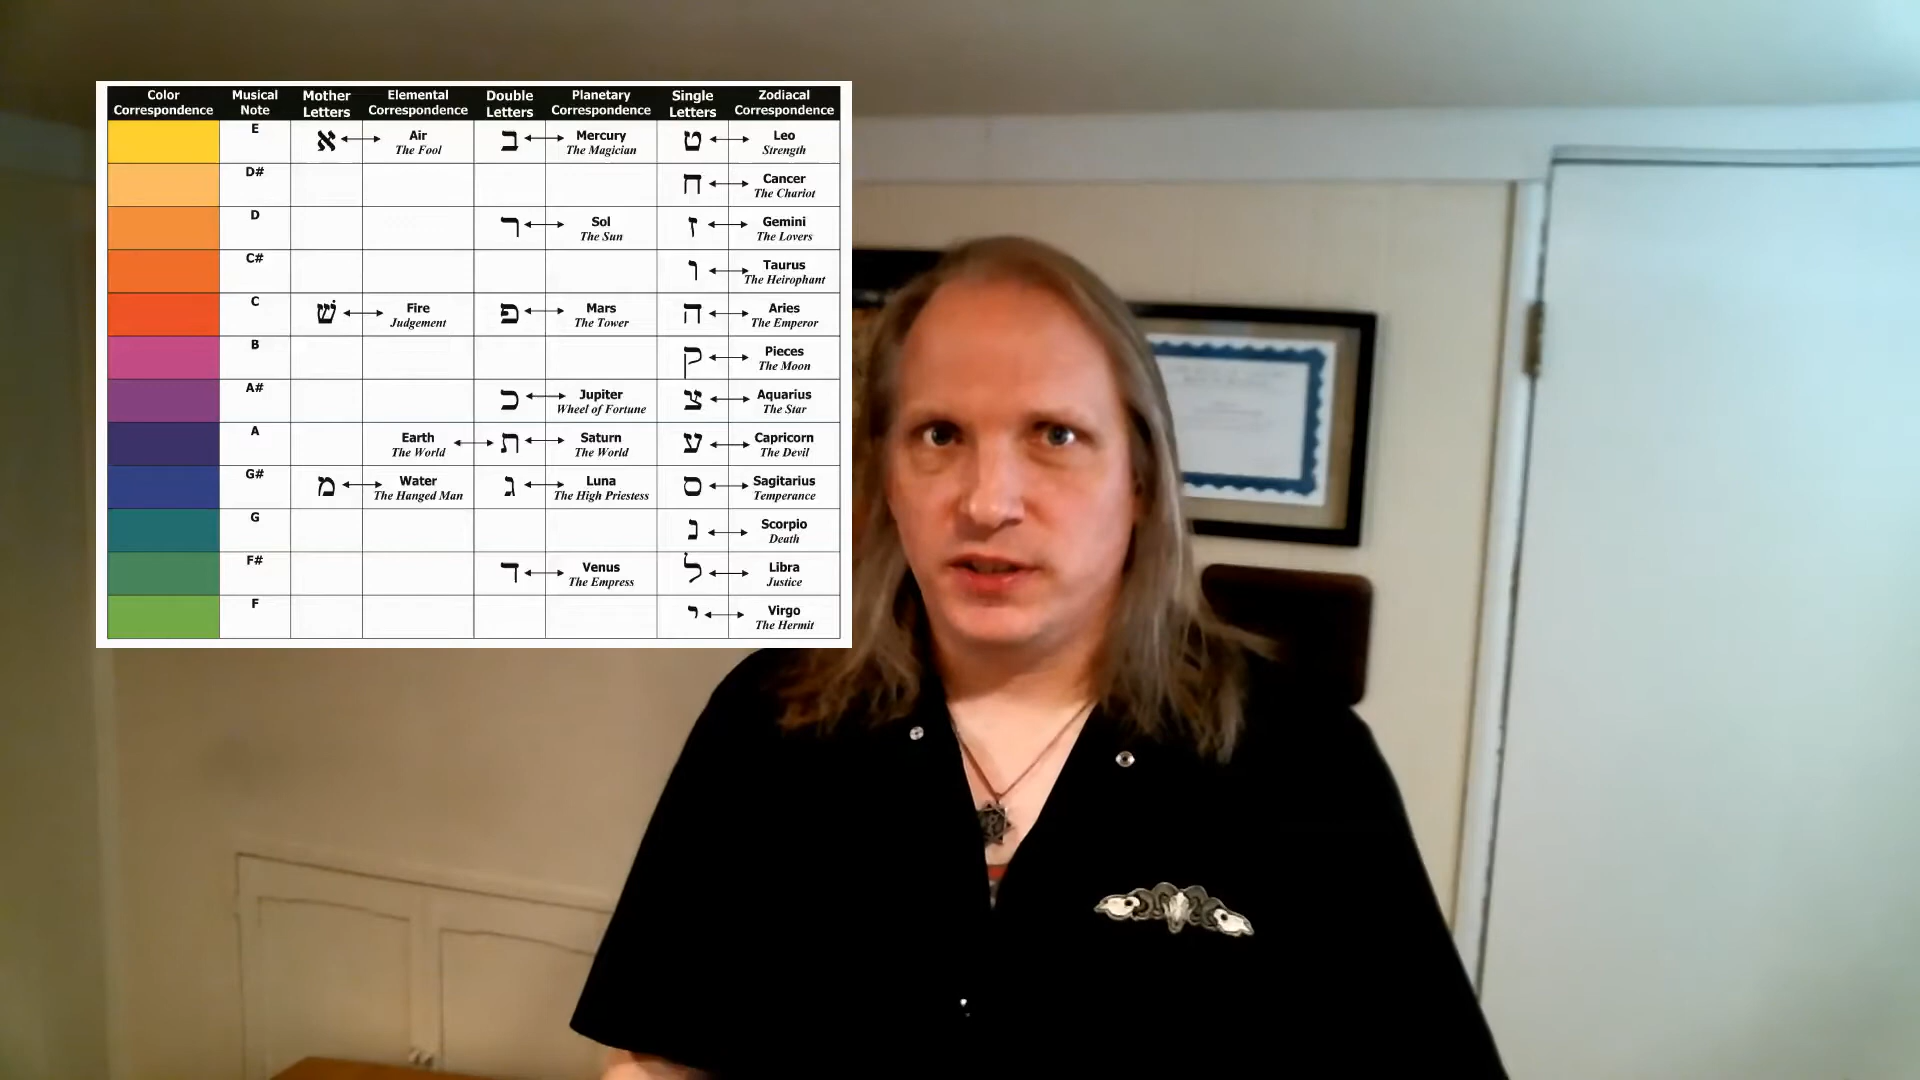 Color Correspondence Musical Note Mother Letters Elemental Correspondence Double Letters Planetary Correspondence Single Letters Zodiacal Correspondence
E א Air The Fool ב Mercury The Magician ט Leo Strength
D# ח Cancer The Chariot
D ר Sol The Sun ז Gemini The Lovers
C# ו Taurus The Heirophant
C שׁ Fire Judgement פ Mars The Tower ה Aries The Emperor
B ק Pieces The Moon
A# כ Jupiter Wheel of Fortune צ Aquarius The Star
A Earth The World ת Saturn The World ע Capricorn The Devil
G# מ Water The Hanged Man ג Luna The High Priestess ס Sagitarius Temperance
G נ Scorpio Death
F# ד Venus The Empress ל Libra Justice
F י Virgo The Hermit